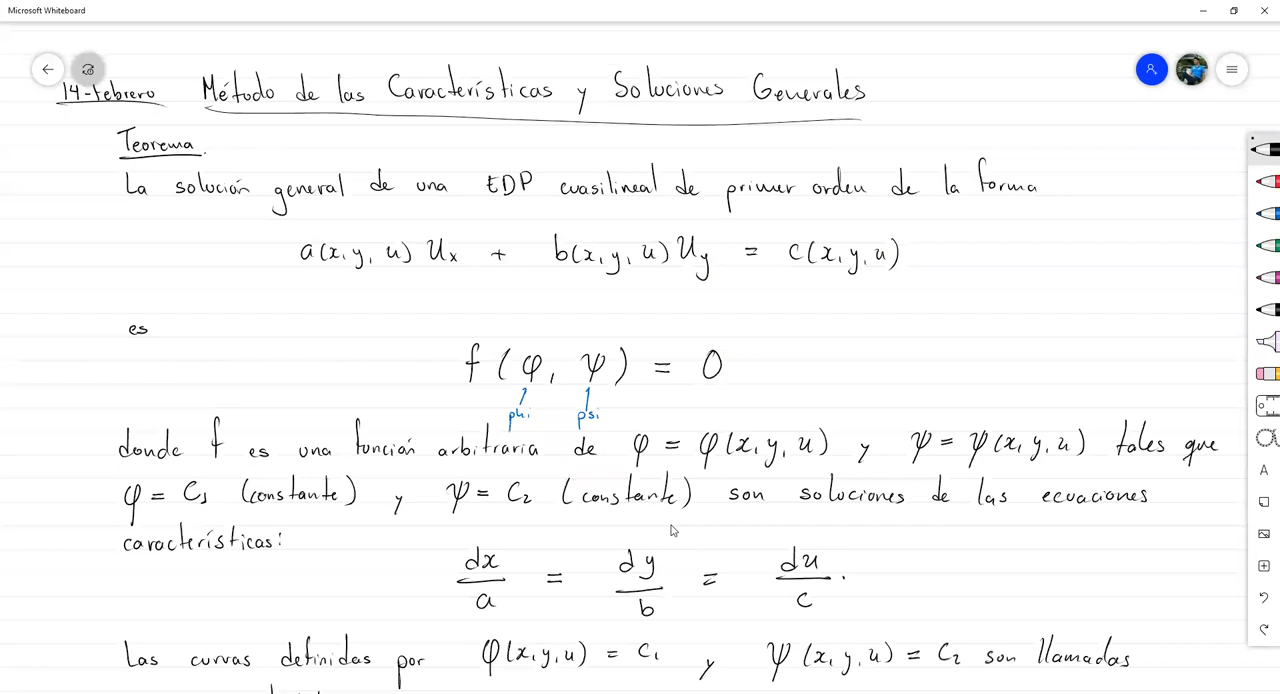 Microsoft Whiteboard
14-febrero Método de las Características y Soluciones Generales
Teorema.
La solución general de una EDP cuasilineal de primer orden de la forma
a(x, y, u) Ux + b(x, y, u) Uy = c(x, y, u)
es
f(φ, ψ) = 0
phi psi
donde f es una función arbitraria de φ = φ(x, y, u) y ψ = ψ(x, y, u) tales que
φ = C₁ (constante) y ψ = C₂ (constante) son soluciones de las ecuaciones
características:
dx/a = dy/b = du/c.
Las curvas definidas por φ(x, y, u) = C₁ y ψ(x, y, u) = C₂ son llamadas